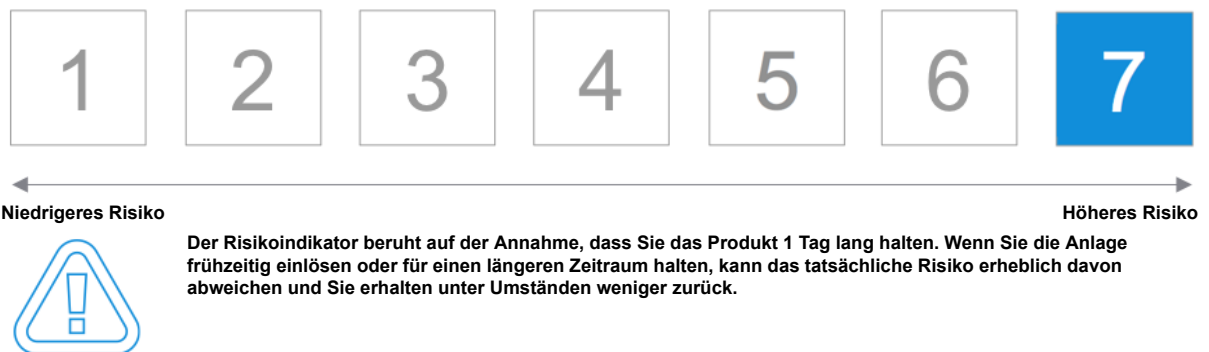 1 2 3 4 5 6 7
Niedrigeres Risiko Höheres Risiko
Der Risikoindikator beruht auf der Annahme, dass Sie das Produkt 1 Tag lang halten. Wenn Sie die Anlage
frühzeitig einlösen oder für einen längeren Zeitraum halten, kann das tatsächliche Risiko erheblich davon
abweichen und Sie erhalten unter Umständen weniger zurück.